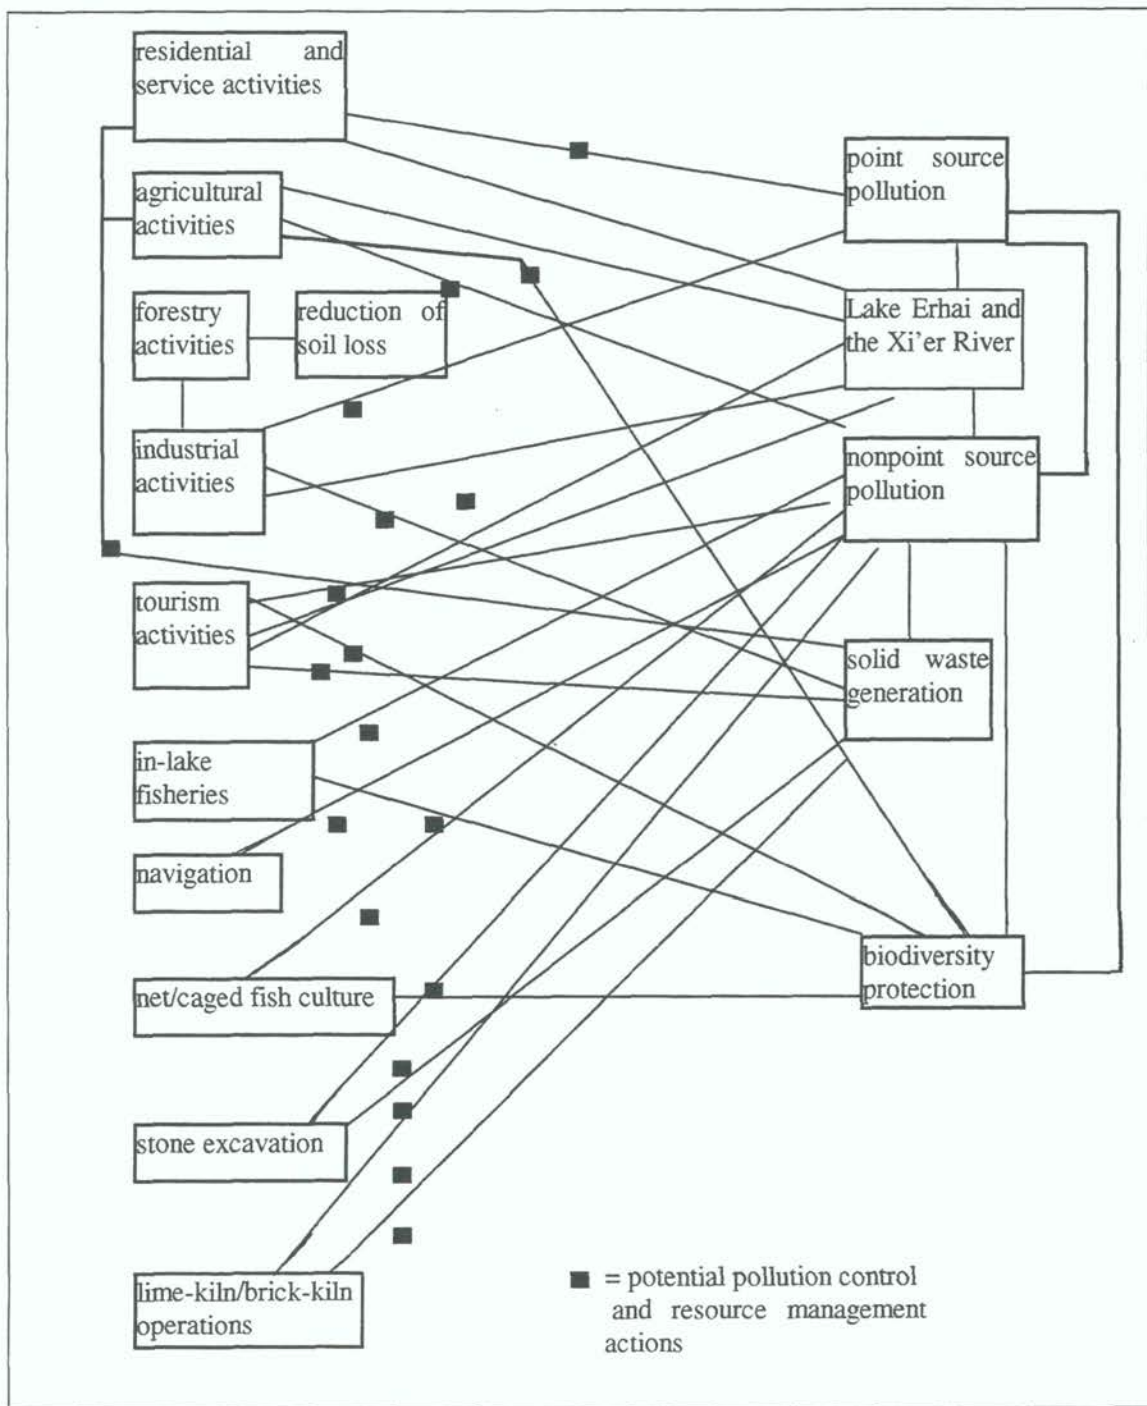 residential and
service activities
agricultural
activities
forestry
activities
reduction of
soil loss
industrial
activities
tourism
activities
in-lake
fisheries
navigation
net/caged fish culture
stone excavation
lime-kiln/brick-kiln
operations
point source
pollution
Lake Erhai and
the Xi'er River
nonpoint source
pollution
solid waste
generation
biodiversity
protection
= potential pollution control
and resource management
actions